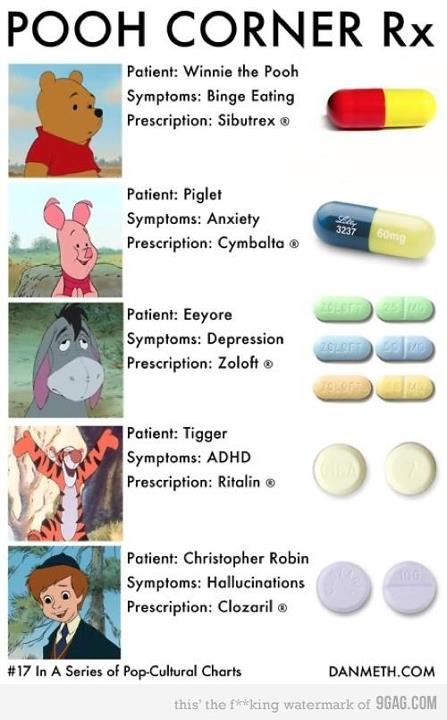 POOH CORNER Rx
Patient: Winnie the Pooh
Symptoms: Binge Eating
Prescription: Sibutrex ®
Patient: Piglet
Symptoms: Anxiety
Prescription: Cymbalta ®
Lilly
3237
60mg
Patient: Eeyore
Symptoms: Depression
Prescription: Zoloft ®
ZOLOFT 25 MG
ZOLOFT 50 MG
ZOLOFT MG
Patient: Tigger
Symptoms: ADHD
Prescription: Ritalin ®
7
Patient: Christopher Robin
Symptoms: Hallucinations
Prescription: Clozaril ®
100
#17 In A Series of Pop-Cultural Charts
DANMETH.COM
this' the f**king watermark of 9GAG.COM